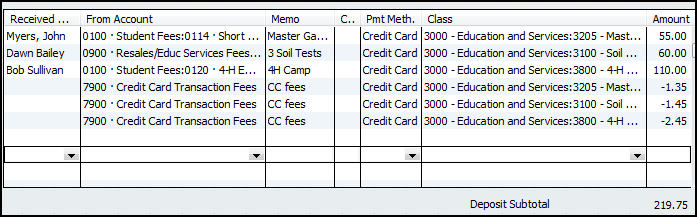 Received ... From Account Memo C.. Pmt Meth. Class Amount
Myers, John 0100 · Student Fees:0114 · Short ... Master Ga... Credit Card 3000 - Education and Services:3205 - Mast... 55.00
Dawn Bailey 0900 · Resales/Educ Services Fees... 3 Soil Tests Credit Card 3000 - Education and Services:3100 - Soil ... 60.00
Bob Sullivan 0100 · Student Fees:0120 · 4-H E... 4H Camp Credit Card 3000 - Education and Services:3800 - 4-H ... 110.00
7900 · Credit Card Transaction Fees CC fees Credit Card 3000 - Education and Services:3205 - Mast... -1.35
7900 · Credit Card Transaction Fees CC fees Credit Card 3000 - Education and Services:3100 - Soil ... -1.45
7900 · Credit Card Transaction Fees CC fees Credit Card 3000 - Education and Services:3800 - 4-H ... -2.45
Deposit Subtotal 219.75